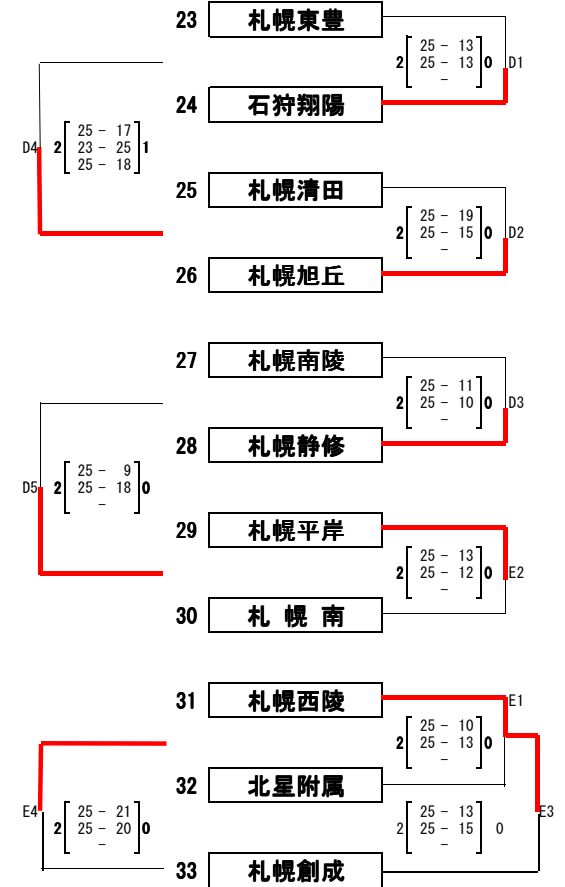 23 札幌東豊
25 - 13
2 25 - 13 0 D1
-
24 石狩翔陽
25 - 17
D4 2 23 - 25 1
25 - 18
25 札幌清田
25 - 19
2 25 - 15 0 D2
-
26 札幌旭丘
27 札幌南陵
25 - 11
2 25 - 10 0 D3
-
28 札幌静修
25 - 9
D5 2 25 - 18 0
-
29 札幌平岸
25 - 13
2 25 - 12 0 E2
-
30 札 幌 南
31 札幌西陵 E1
25 - 10
2 25 - 13 0
-
32 北星附属
E4 25 - 21
2 25 - 20 0
-
25 - 13 E3
2 25 - 15 0
-
33 札幌創成